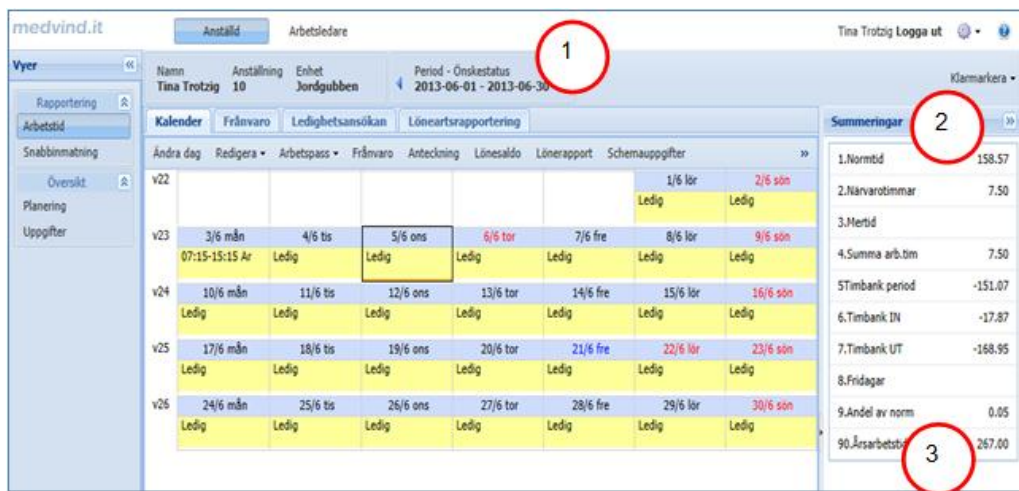 medvind.it
Anställd Arbetsledare
Tina Trotzig Logga ut
1
Vyer
Namn Anställning Enhet Period - Önskestatus
Tina Trotzig 10 Jordgubben 2013-06-01 - 2013-06-30
Klarmarkera
Rapportering
Arbetstid
Snabbinmatning
Översikt
Planering
Uppgifter
Kalender Frånvaro Ledighetsansökan Löneartsrapportering
Ändra dag Redigera Arbetspass Frånvaro Anteckning Lönesaldo Lönerapport Schemauppgifter
v22 1/6 lör 2/6 sön
Ledig Ledig
v23 3/6 mån 4/6 tis 5/6 ons 6/6 tor 7/6 fre 8/6 lör 9/6 sön
07:15-15:15 Ar Ledig Ledig Ledig Ledig Ledig Ledig
v24 10/6 mån 11/6 tis 12/6 ons 13/6 tor 14/6 fre 15/6 lör 16/6 sön
Ledig Ledig Ledig Ledig Ledig Ledig Ledig
v25 17/6 mån 18/6 tis 19/6 ons 20/6 tor 21/6 fre 22/6 lör 23/6 sön
Ledig Ledig Ledig Ledig Ledig Ledig Ledig
v26 24/6 mån 25/6 tis 26/6 ons 27/6 tor 28/6 fre 29/6 lör 30/6 sön
Ledig Ledig Ledig Ledig Ledig Ledig Ledig
Summeringar
2
1.Normtid 158.57
2.Närvarotimmar 7.50
3.Mertid
4.Summa arb.tim 7.50
5Timbank period -151.07
6.Timbank IN -17.87
7.Timbank UT -168.95
8.Fridagar
9.Andel av norm 0.05
90.Årsarbetstid 267.00
3